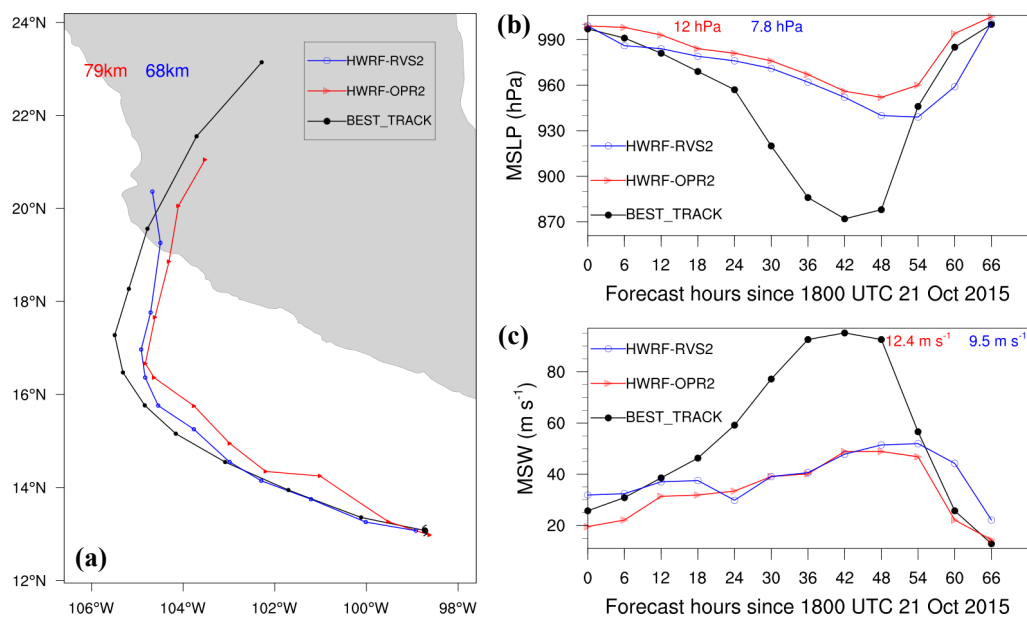 24°N
22°N
20°N
18°N
16°N
14°N
12°N
79km 68km
HWRF-RVS2
HWRF-OPR2
BEST_TRACK
(a)
106°W 104°W 102°W 100°W 98°W
(b)
12 hPa 7.8 hPa
MSLP (hPa)
990
960
930
900
870
HWRF-RVS2
HWRF-OPR2
BEST_TRACK
0 6 12 18 24 30 36 42 48 54 60 66
Forecast hours since 1800 UTC 21 Oct 2015
(c)
12.4 m s⁻¹ 9.5 m s⁻¹
HWRF-RVS2
HWRF-OPR2
BEST_TRACK
MSW (m s⁻¹)
80
60
40
20
0 6 12 18 24 30 36 42 48 54 60 66
Forecast hours since 1800 UTC 21 Oct 2015